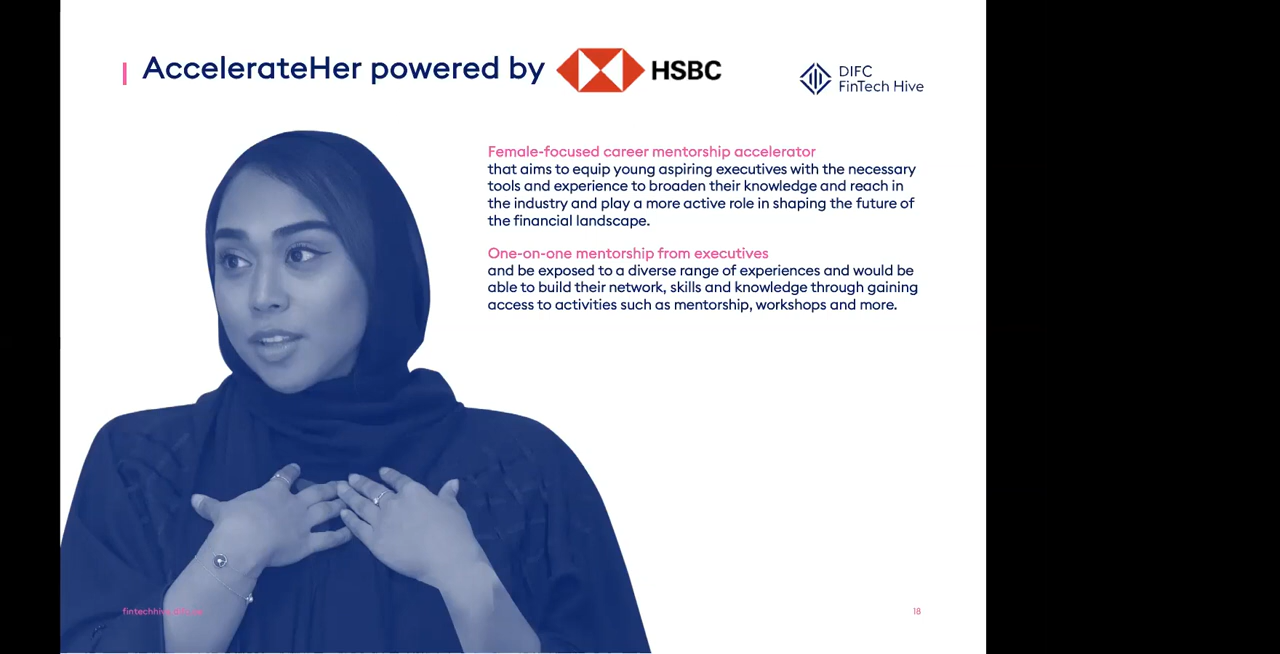 AccelerateHer powered by HSBC
DIFC
FinTech Hive
Female-focused career mentorship accelerator
that aims to equip young aspiring executives with the necessary
tools and experience to broaden their knowledge and reach in
the industry and play a more active role in shaping the future of
the financial landscape.
One-on-one mentorship from executives
and be exposed to a diverse range of experiences and would be
able to build their network, skills and knowledge through gaining
access to activities such as mentorship, workshops and more.
18